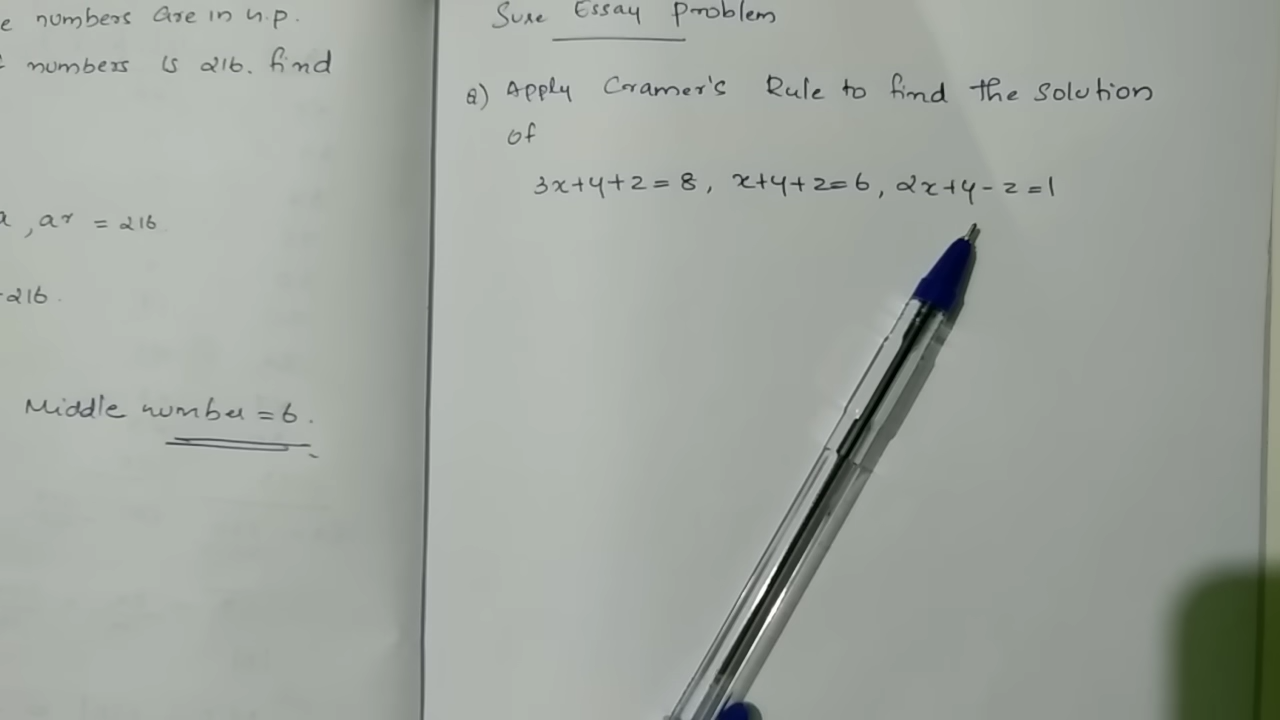 numbers are in n.p.
numbers is 216. find
, ar = 216
216.
Middle number = 6.
Sure Essay Problem
Q) Apply Cramer's Rule to find the solution
of
3x+y+z=8, x+y+z=6, 2x+y-z=1